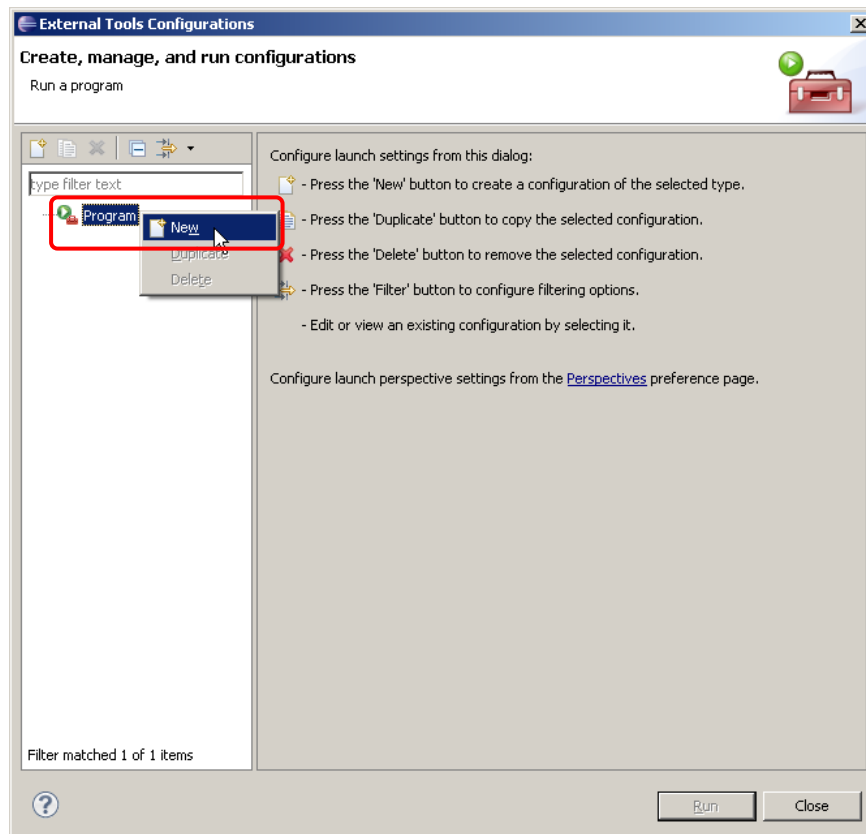 External Tools Configurations
Create, manage, and run configurations
Run a program
type filter text
Program
New
Duplicate
Delete
Configure launch settings from this dialog:
- Press the 'New' button to create a configuration of the selected type.
- Press the 'Duplicate' button to copy the selected configuration.
- Press the 'Delete' button to remove the selected configuration.
- Press the 'Filter' button to configure filtering options.
- Edit or view an existing configuration by selecting it.
Configure launch perspective settings from the Perspectives preference page.
Filter matched 1 of 1 items
Run
Close